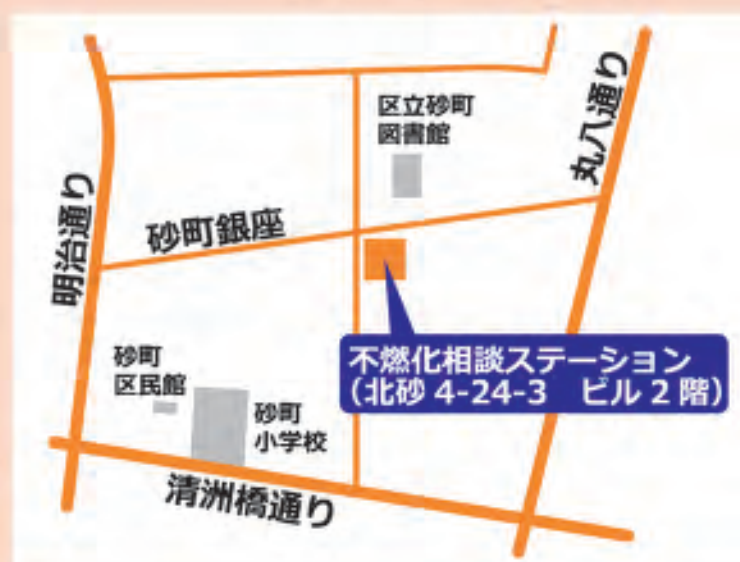 区立砂町
図書館
丸八通り
明治通り
砂町銀座
不燃化相談ステーション
（北砂 4-24-3　ビル 2 階）
砂町
区民館
砂町
小学校
清洲橋通り